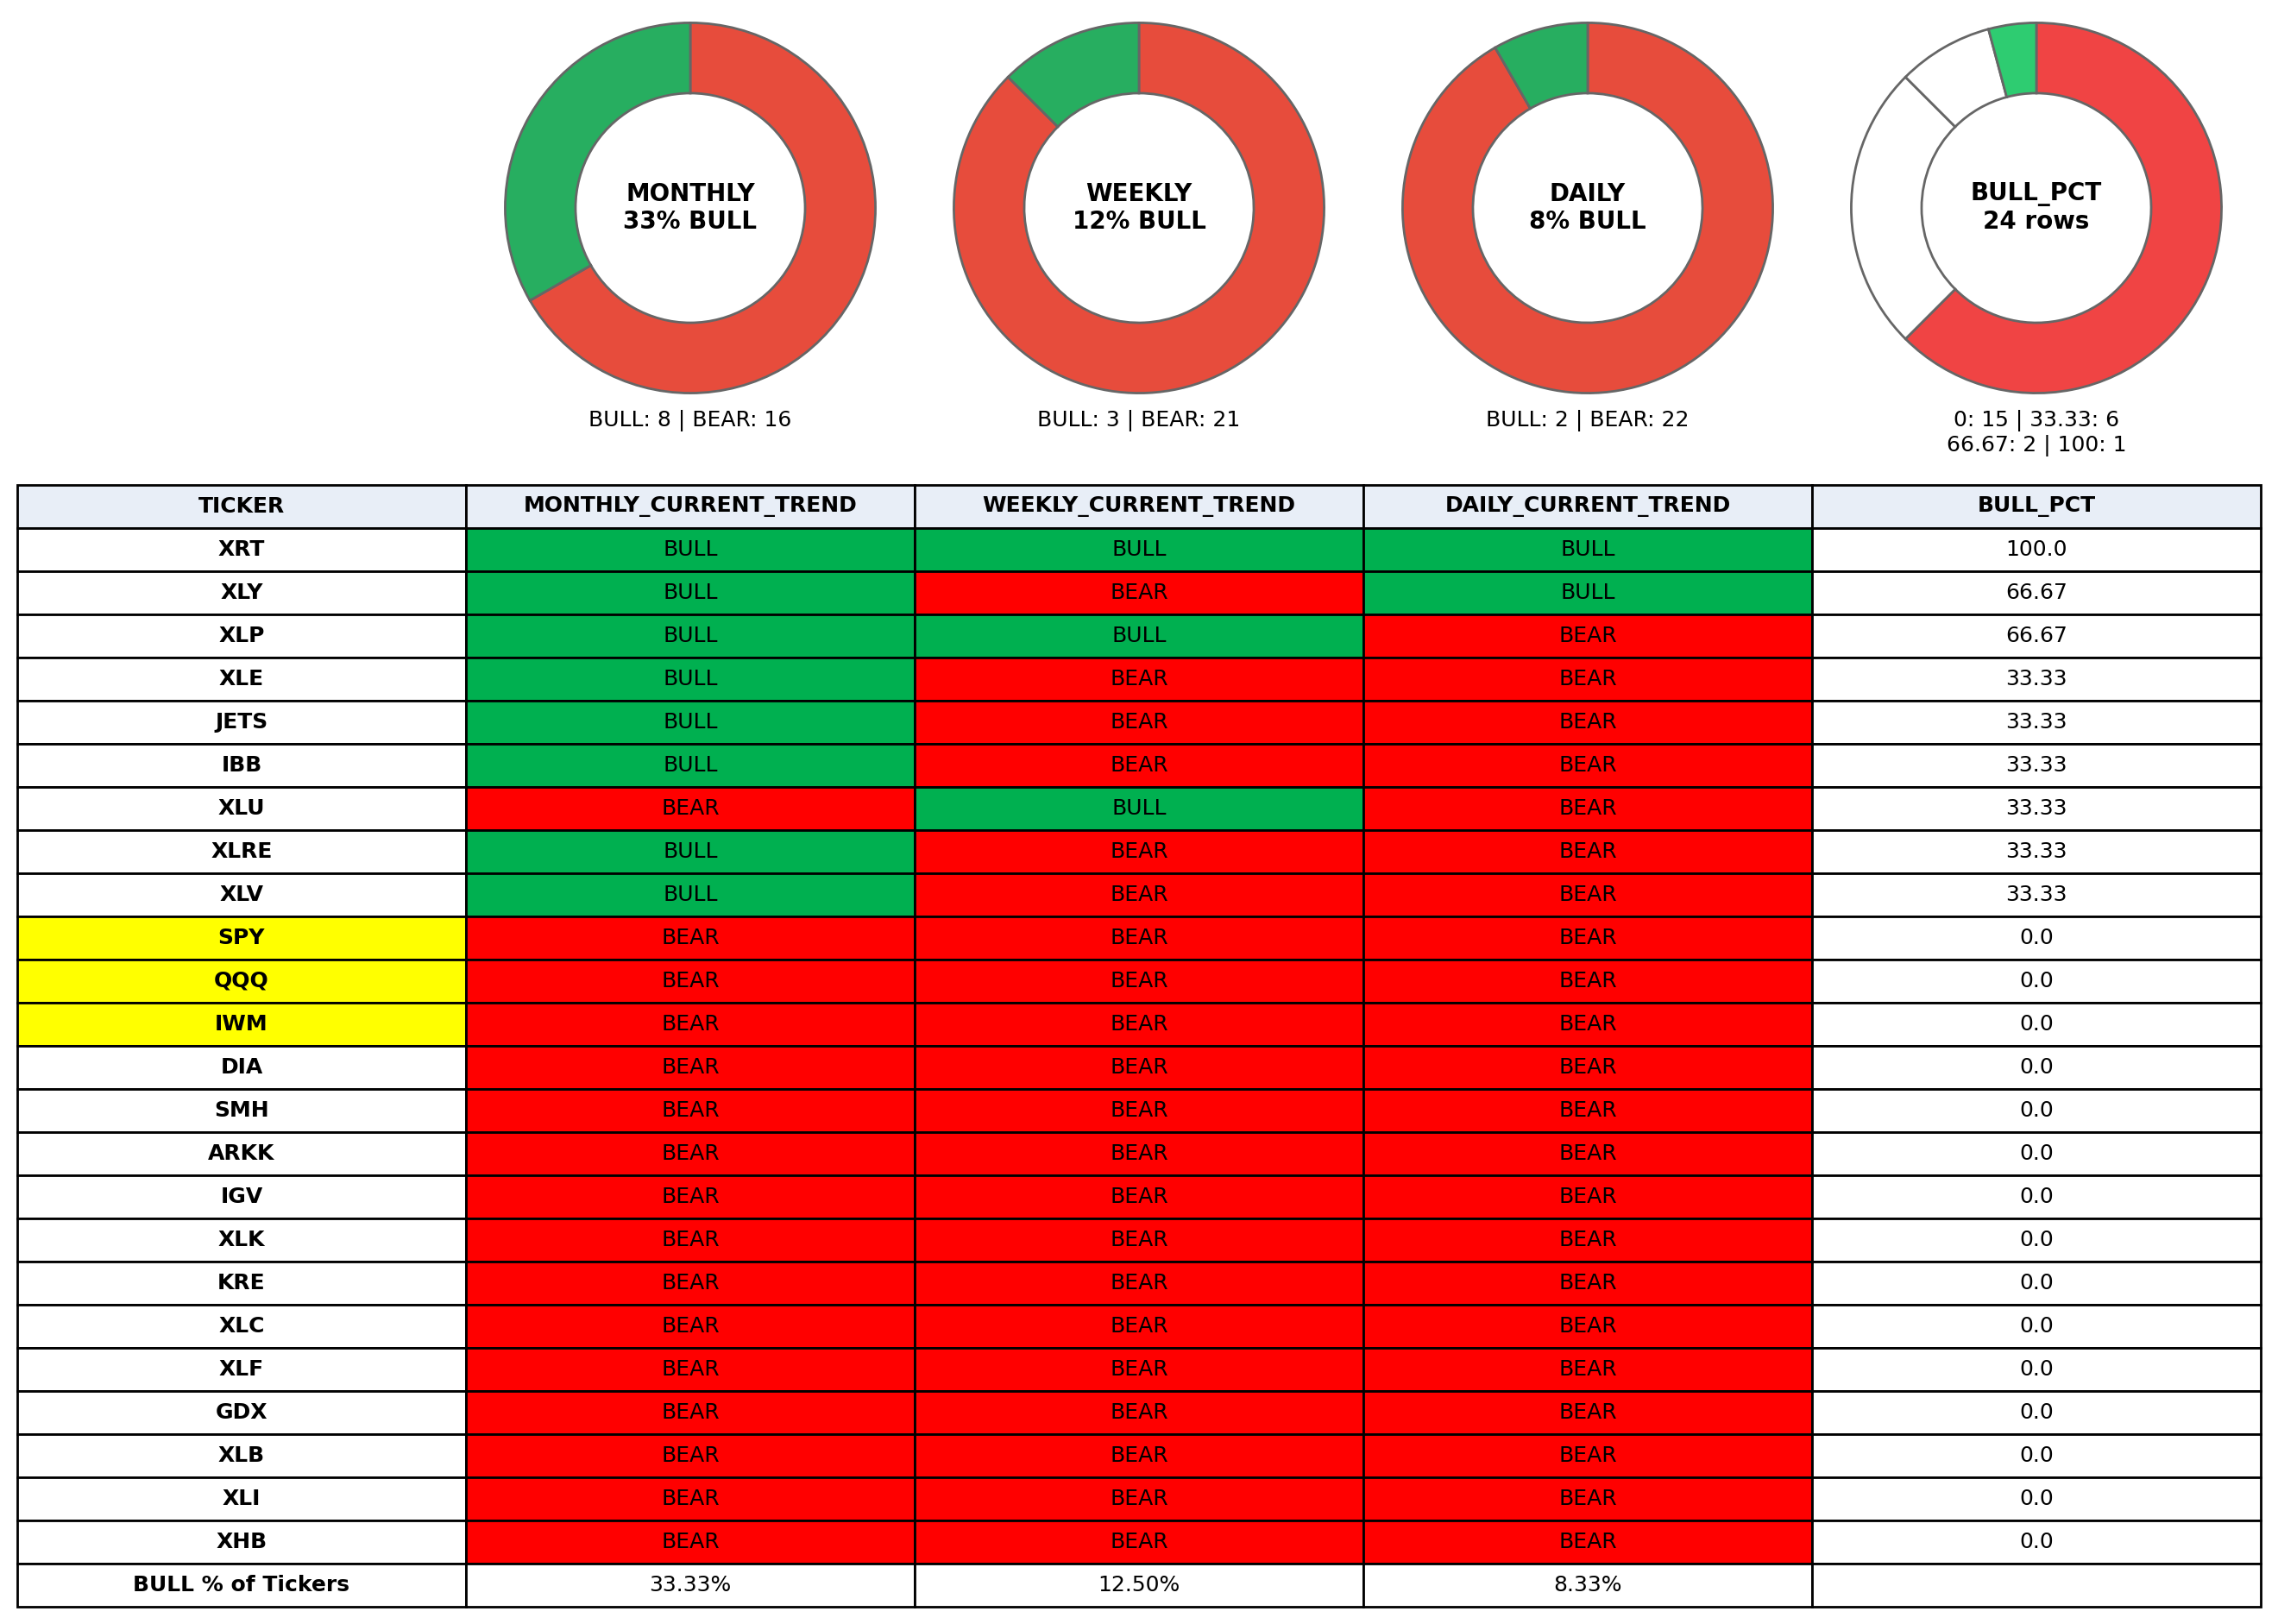 MONTHLY
33% BULL
WEEKLY
12% BULL
DAILY
8% BULL
BULL_PCT
24 rows
BULL: 8 | BEAR: 16
BULL: 3 | BEAR: 21
BULL: 2 | BEAR: 22
0: 15 | 33.33: 6
66.67: 2 | 100: 1
TICKER MONTHLY_CURRENT_TREND WEEKLY_CURRENT_TREND DAILY_CURRENT_TREND BULL_PCT
XRT BULL BULL BULL 100.0
XLY BULL BEAR BULL 66.67
XLP BULL BULL BEAR 66.67
XLE BULL BEAR BEAR 33.33
JETS BULL BEAR BEAR 33.33
IBB BULL BEAR BEAR 33.33
XLU BEAR BULL BEAR 33.33
XLRE BULL BEAR BEAR 33.33
XLV BULL BEAR BEAR 33.33
SPY BEAR BEAR BEAR 0.0
QQQ BEAR BEAR BEAR 0.0
IWM BEAR BEAR BEAR 0.0
DIA BEAR BEAR BEAR 0.0
SMH BEAR BEAR BEAR 0.0
ARKK BEAR BEAR BEAR 0.0
IGV BEAR BEAR BEAR 0.0
XLK BEAR BEAR BEAR 0.0
KRE BEAR BEAR BEAR 0.0
XLC BEAR BEAR BEAR 0.0
XLF BEAR BEAR BEAR 0.0
GDX BEAR BEAR BEAR 0.0
XLB BEAR BEAR BEAR 0.0
XLI BEAR BEAR BEAR 0.0
XHB BEAR BEAR BEAR 0.0
BULL % of Tickers 33.33% 12.50% 8.33%